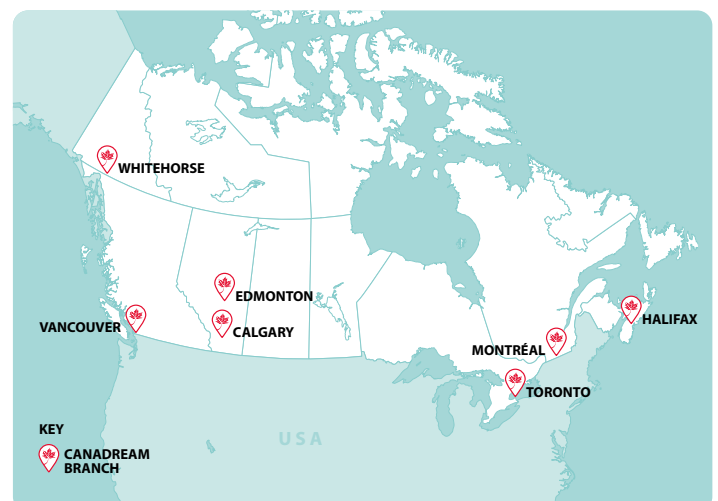 WHITEHORSE
EDMONTON
VANCOUVER
CALGARY
HALIFAX
MONTRÉAL
TORONTO
USA
KEY
CANADREAM
BRANCH